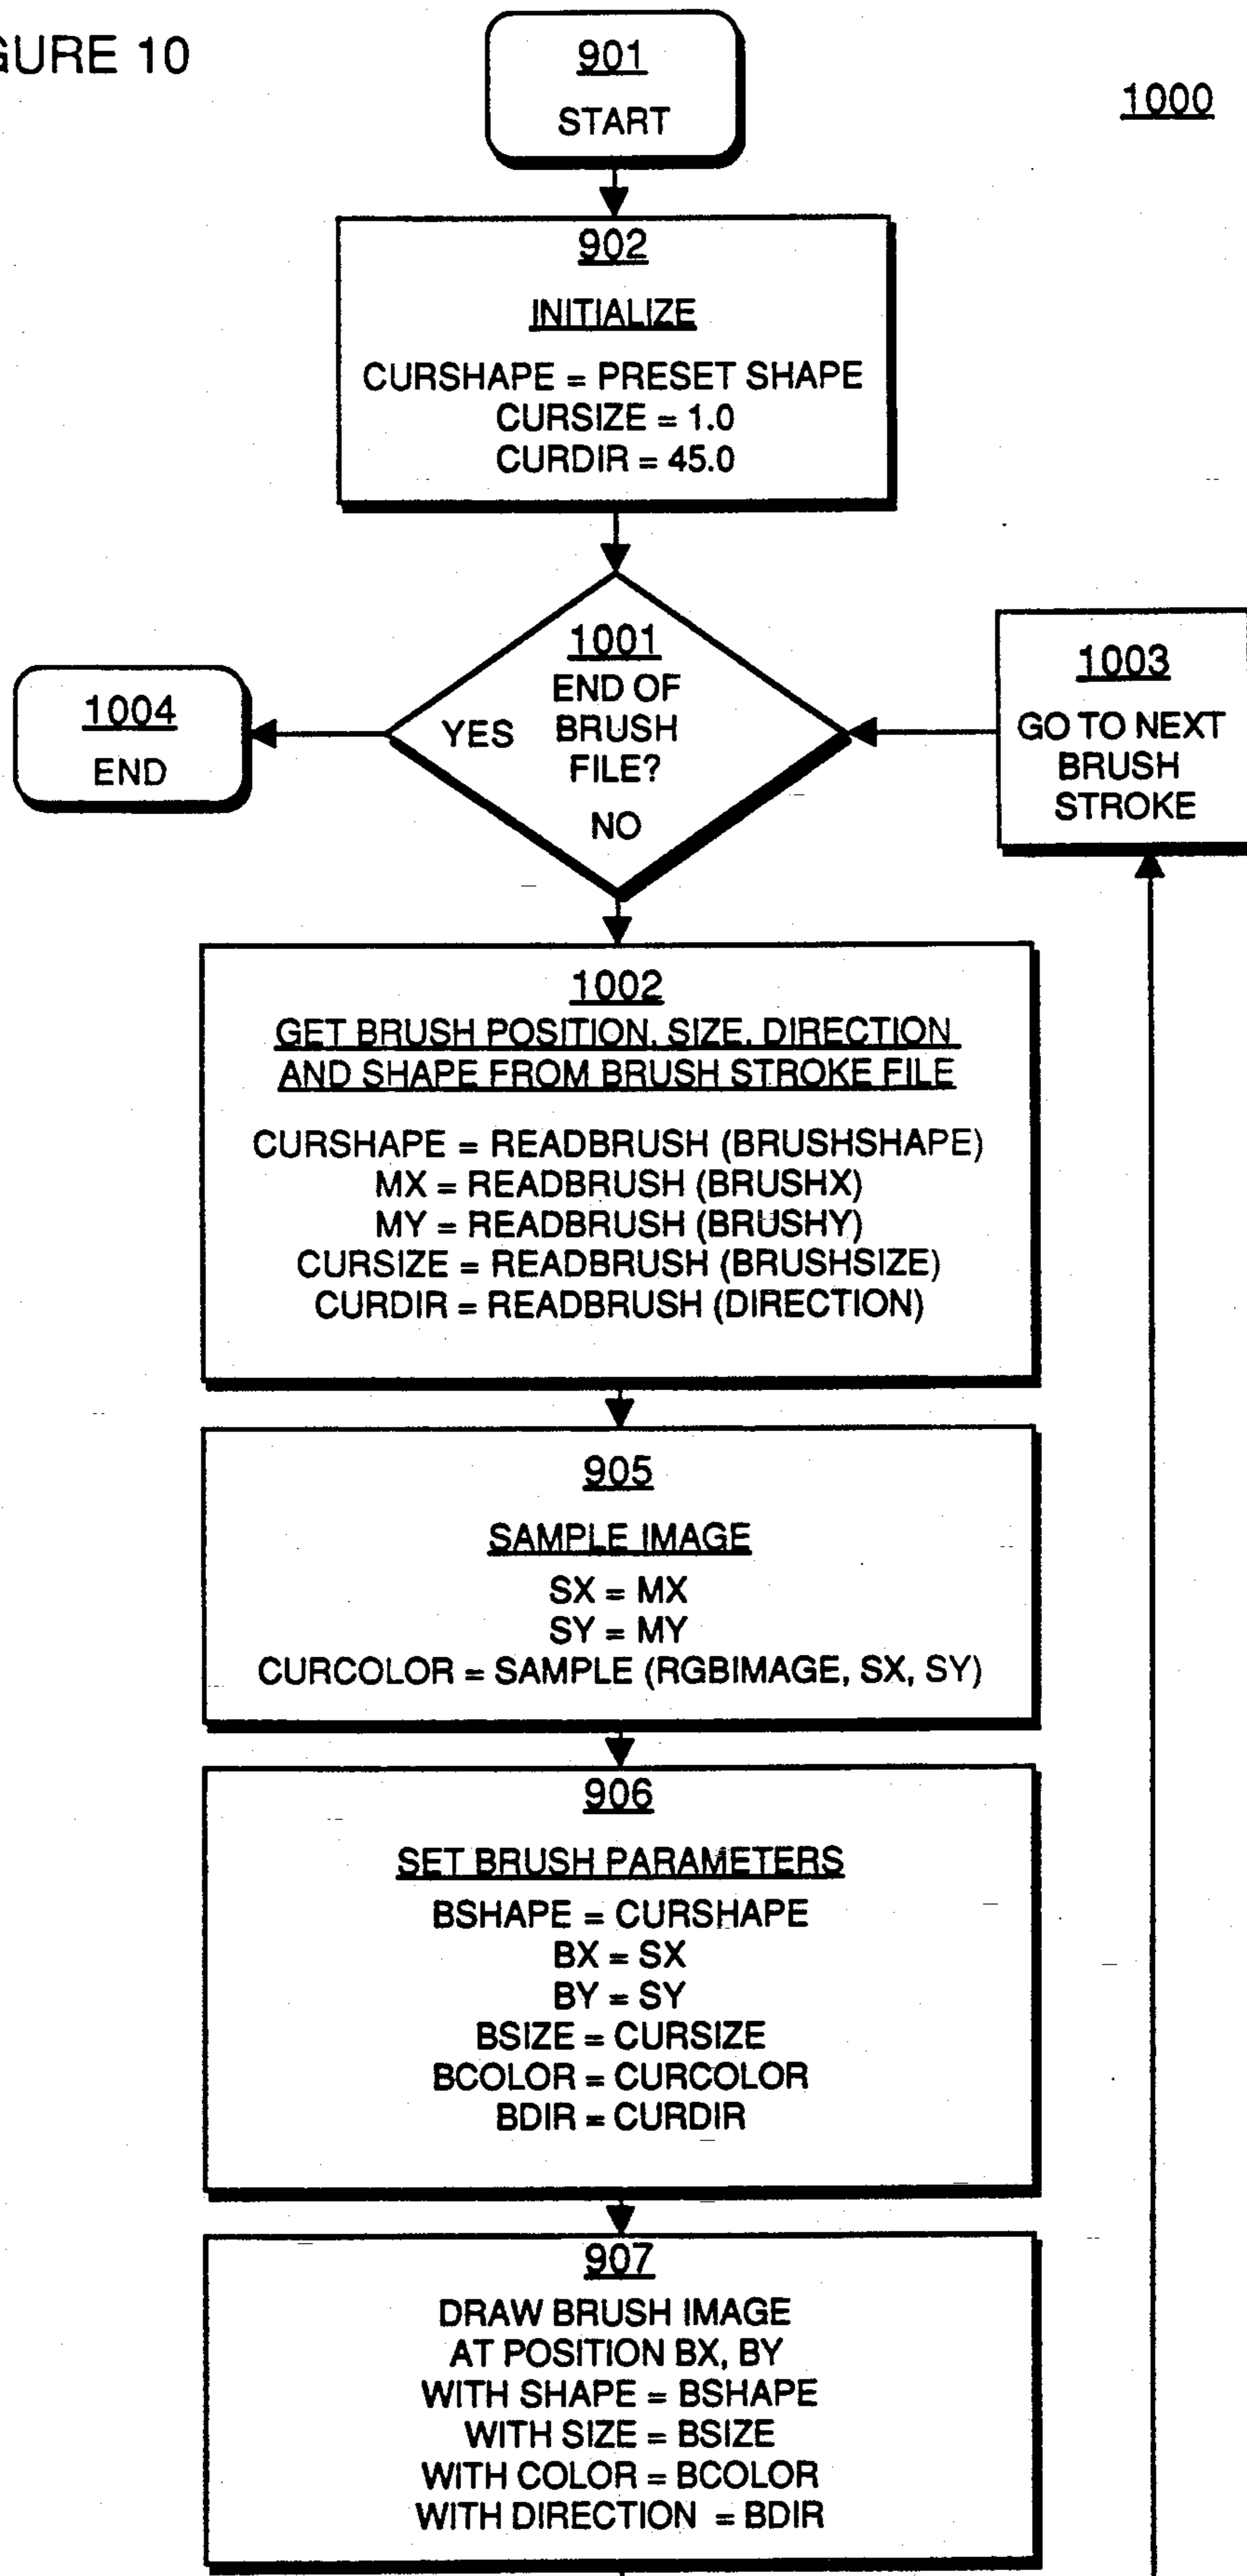 GURE 10
1000
901
START
902
INITIALIZE
CURSHAPE = PRESET SHAPE
CURSIZE = 1.0
CURDIR = 45.0
1001
END OF
BRUSH
FILE?
YES
NO
1004
END
1003
GO TO NEXT
BRUSH
STROKE
1002
GET BRUSH POSITION, SIZE, DIRECTION
AND SHAPE FROM BRUSH STROKE FILE
CURSHAPE = READBRUSH (BRUSHSHAPE)
MX = READBRUSH (BRUSHX)
MY = READBRUSH (BRUSHY)
CURSIZE = READBRUSH (BRUSHSIZE)
CURDIR = READBRUSH (DIRECTION)
905
SAMPLE IMAGE
SX = MX
SY = MY
CURCOLOR = SAMPLE (RGBIMAGE, SX, SY)
906
SET BRUSH PARAMETERS
BSHAPE = CURSHAPE
BX = SX
BY = SY
BSIZE = CURSIZE
BCOLOR = CURCOLOR
BDIR = CURDIR
907
DRAW BRUSH IMAGE
AT POSITION BX, BY
WITH SHAPE = BSHAPE
WITH SIZE = BSIZE
WITH COLOR = BCOLOR
WITH DIRECTION = BDIR